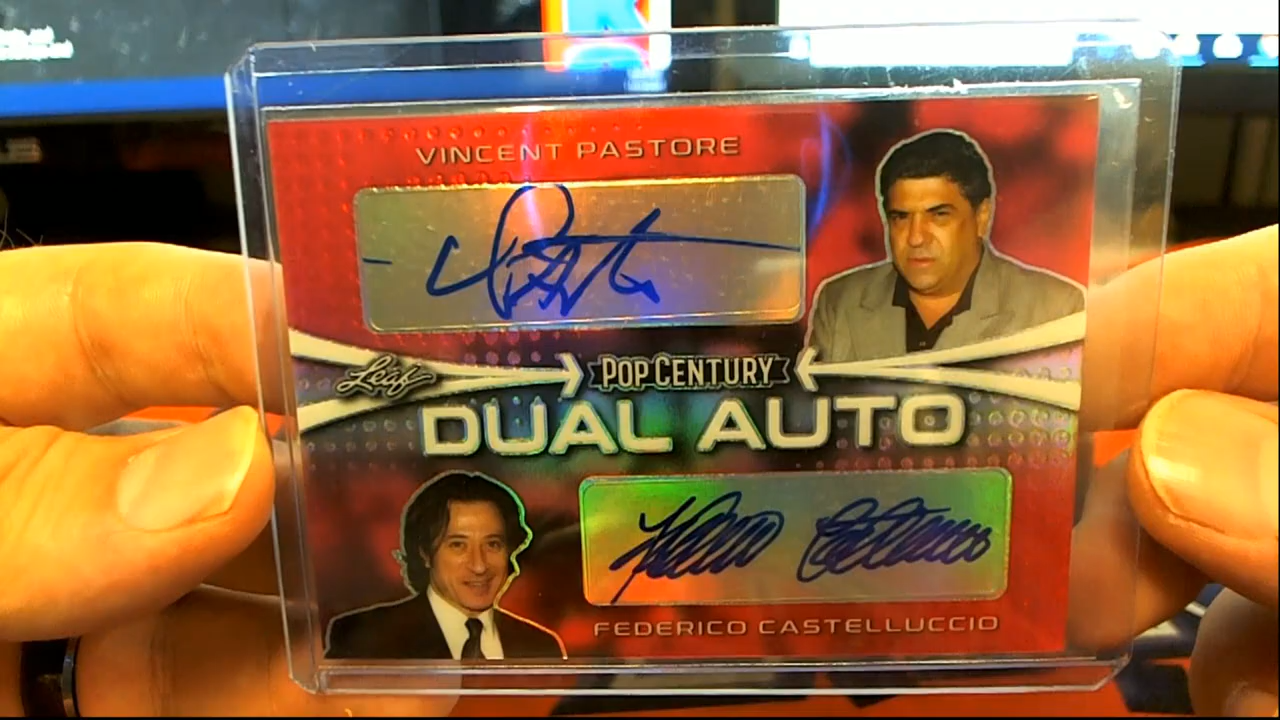 VINCENT PASTORE
Leaf
POP CENTURY
DUAL AUTO
FEDERICO CASTELLUCCIO